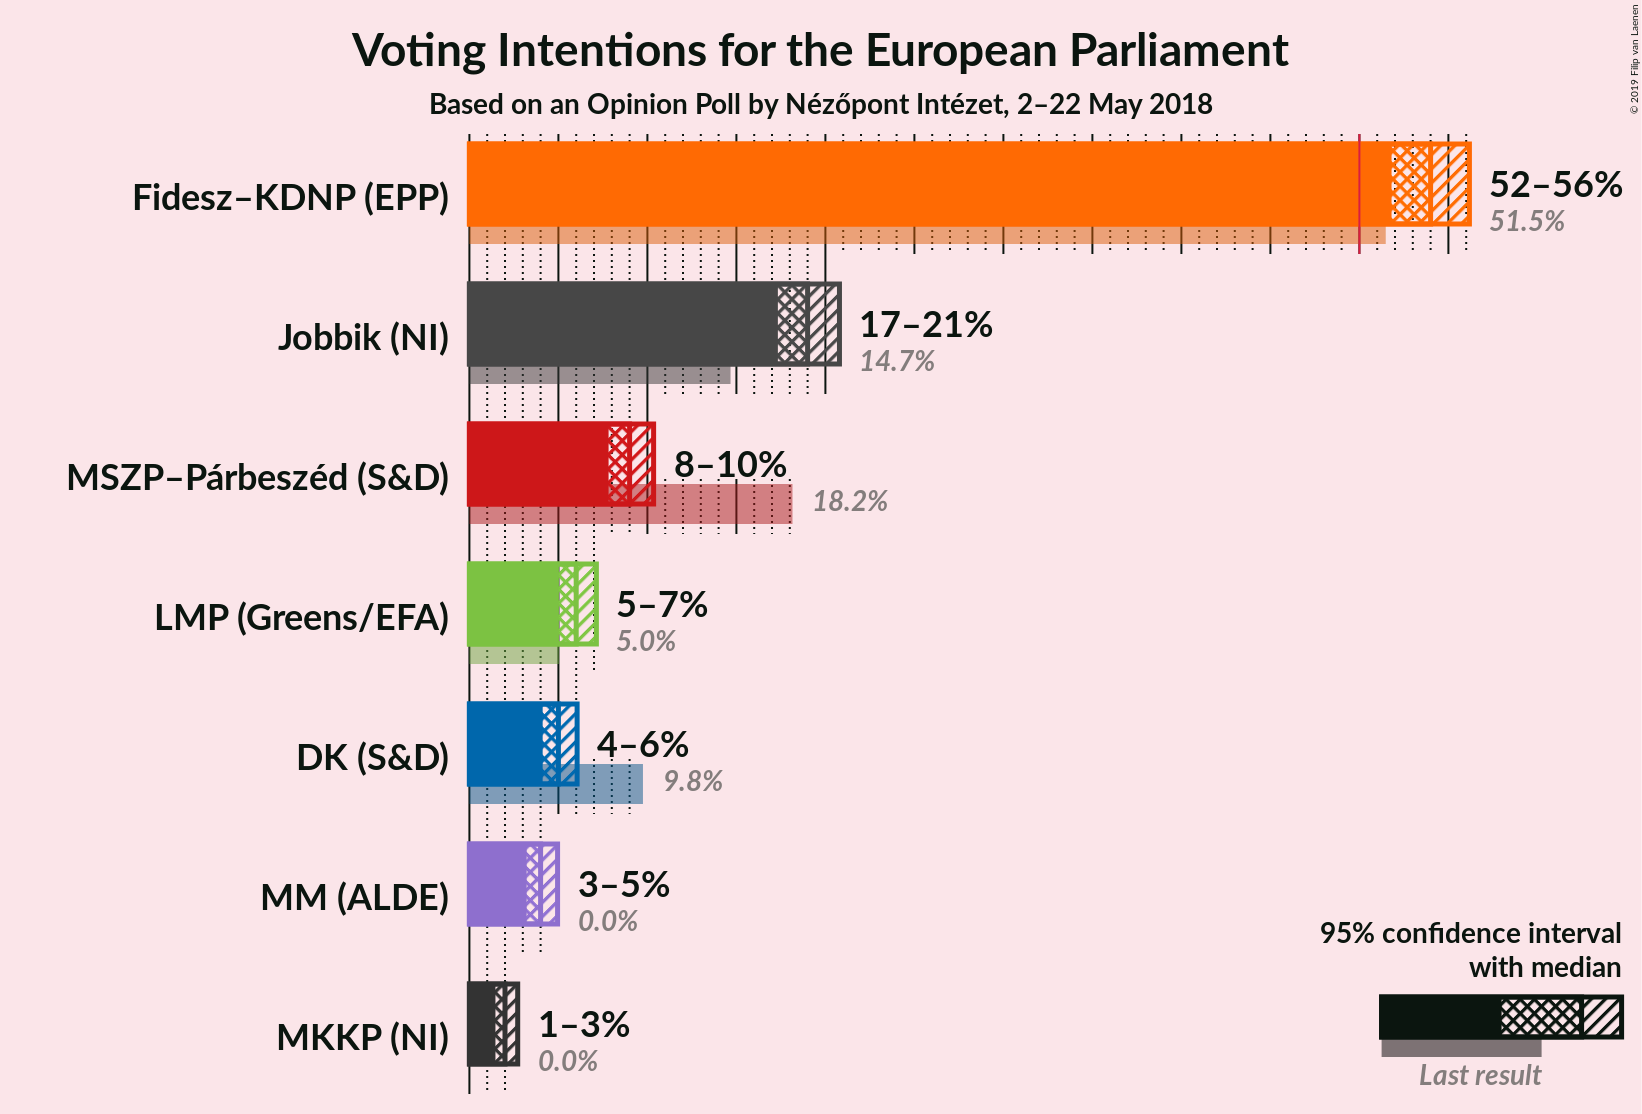 Voting Intentions for the European Parliament
Based on an Opinion Poll by Nézőpont Intézet, 2–22 May 2018
© 2019 Filip van Laenen
Fidesz–KDNP (EPP)
52–56%
51.5%
Jobbik (NI)
17–21%
14.7%
MSZP–Párbeszéd (S&D)
8–10%
18.2%
LMP (Greens/EFA)
5–7%
5.0%
DK (S&D)
4–6%
9.8%
MM (ALDE)
3–5%
0.0%
MKKP (NI)
1–3%
0.0%
95% confidence interval
with median
Last result